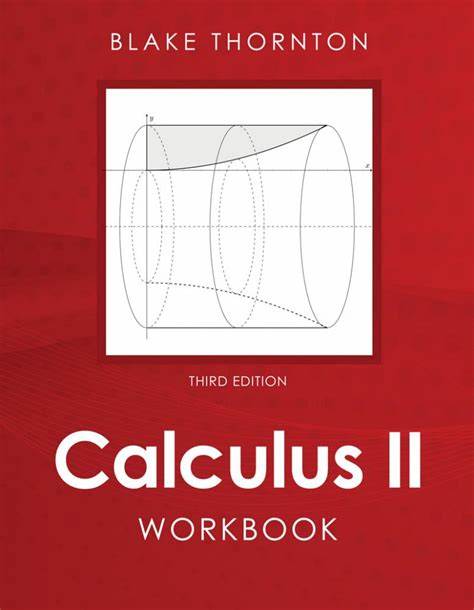 BLAKE THORNTON
y
x
THIRD EDITION
Calculus II
WORKBOOK